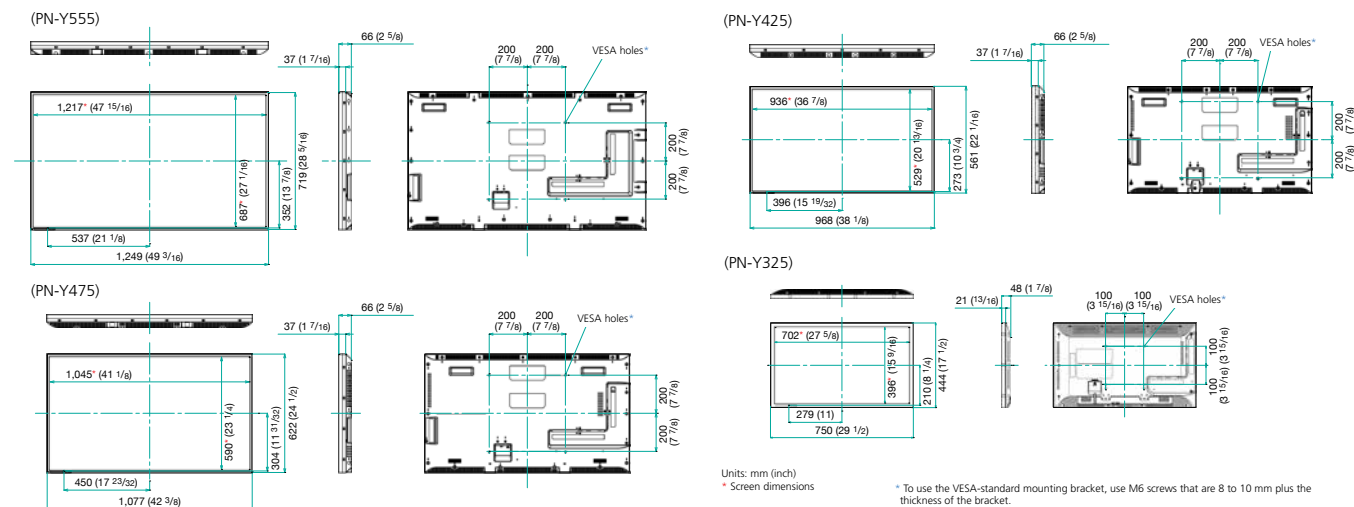 (PN-Y555)
66 (2 5/8)
37 (1 7/16)
200 (7 7/8)
200 (7 7/8)
VESA holes*
1,217* (47 15/16)
687* (27 1/16)
352 (13 7/8)
719 (28 5/16)
200 (7 7/8)
200 (7 7/8)
537 (21 1/8)
1,249 (49 3/16)
(PN-Y475)
66 (2 5/8)
37 (1 7/16)
200 (7 7/8)
200 (7 7/8)
VESA holes*
1,045* (41 1/8)
590* (23 1/4)
304 (11 31/32)
622 (24 1/2)
200 (7 7/8)
200 (7 7/8)
450 (17 23/32)
1,077 (42 3/8)
(PN-Y425)
66 (2 5/8)
37 (1 7/16)
200 (7 7/8)
200 (7 7/8)
VESA holes*
936* (36 7/8)
529* (20 13/16)
273 (10 3/4)
561 (22 1/16)
200 (7 7/8)
200 (7 7/8)
396 (15 19/32)
968 (38 1/8)
(PN-Y325)
48 (1 7/8)
21 (13/16)
100 (3 15/16)
100 (3 15/16)
VESA holes*
702* (27 5/8)
396* (15 9/16)
210 (8 1/4)
444 (17 1/2)
100 (3 15/16)
100 (3 15/16)
279 (11)
750 (29 1/2)
Units: mm (inch)
* Screen dimensions
* To use the VESA-standard mounting bracket, use M6 screws that are 8 to 10 mm plus the
thickness of the bracket.